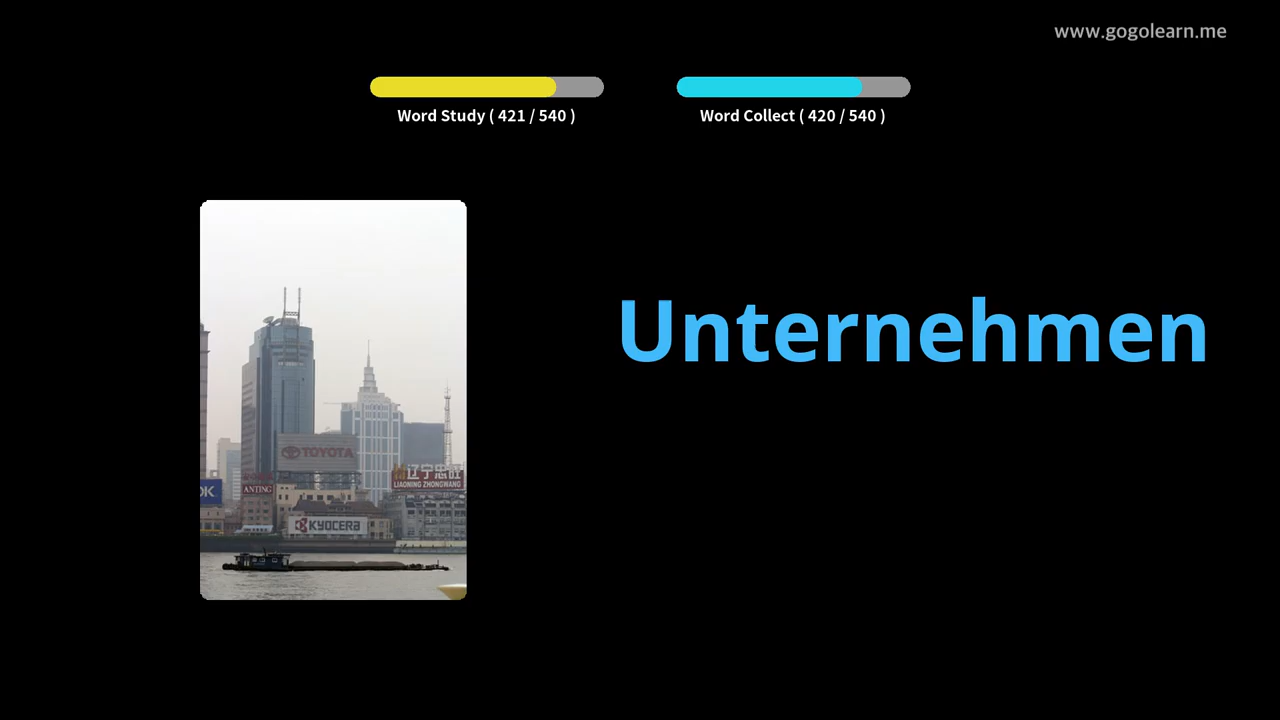 www.gogolearn.me
Word Study ( 421 / 540 )
Word Collect ( 420 / 540 )
Unternehmen
TOYOTA
辽宁忠旺
LIAONING ZHONGWANG
OK
ANTING
KYOCERA